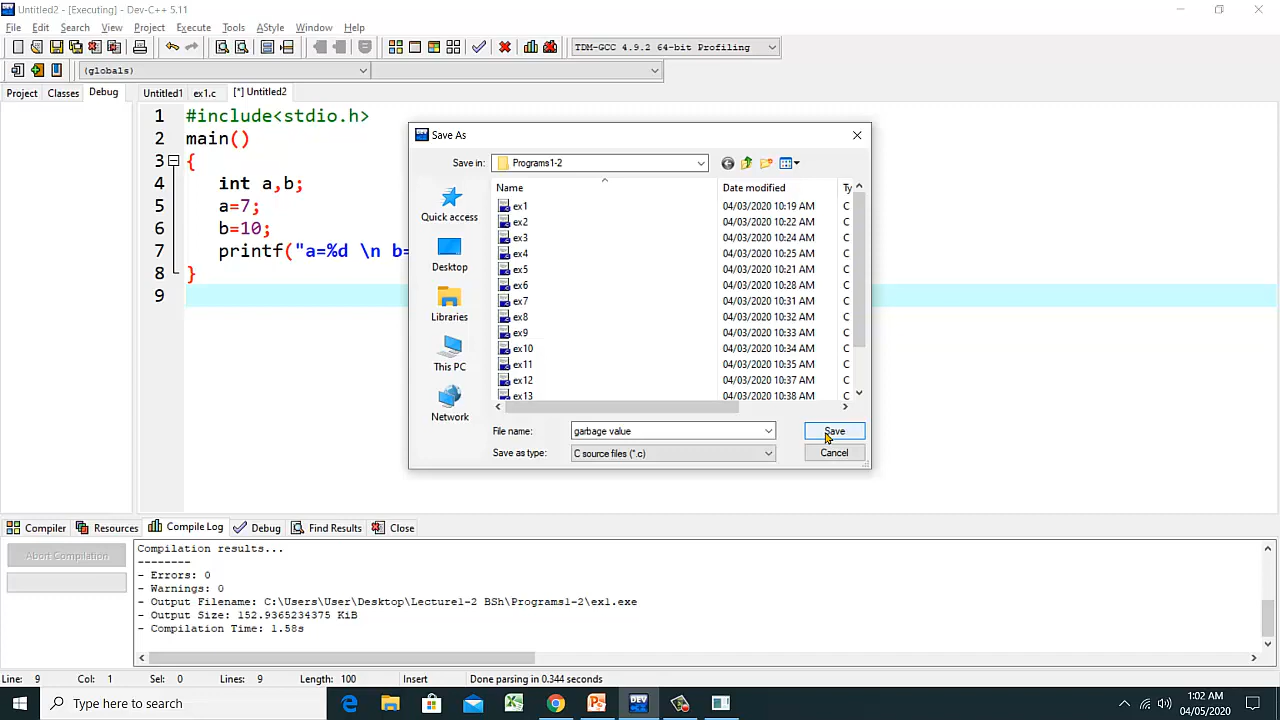 Untitled2 - [Executing] - Dev-C++ 5.11
File Edit Search View Project Execute Tools AStyle Window Help
TDM-GCC 4.9.2 64-bit Profiling
(globals)
Project Classes Debug Untitled1 ex1.c [*] Untitled2
1 #include<stdio.h>
2 main()
3 {
4 int a,b;
5 a=7;
6 b=10;
7 printf("a=%d \n b=
8 }
9
Save As
Save in: Programs1-2
Name Date modified Ty
ex1 04/03/2020 10:19 AM C
ex2 04/03/2020 10:22 AM C
ex3 04/03/2020 10:24 AM C
ex4 04/03/2020 10:25 AM C
ex5 04/03/2020 10:21 AM C
ex6 04/03/2020 10:28 AM C
ex7 04/03/2020 10:31 AM C
ex8 04/03/2020 10:32 AM C
ex9 04/03/2020 10:33 AM C
ex10 04/03/2020 10:34 AM C
ex11 04/03/2020 10:35 AM C
ex12 04/03/2020 10:37 AM C
ex13 04/03/2020 10:38 AM C
Quick access
Desktop
Libraries
This PC
Network
File name: garbage value Save
Save as type: C source files (*.c) Cancel
Compiler Resources Compile Log Debug Find Results Close
Abort Compilation
Compilation results...
--------
- Errors: 0
- Warnings: 0
- Output Filename: C:\Users\User\Desktop\Lecture1-2 BSh\Programs1-2\ex1.exe
- Output Size: 152.9365234375 KiB
- Compilation Time: 1.58s
Line: 9 Col: 1 Sel: 0 Lines: 9 Length: 100 Insert Done parsing in 0.344 seconds
Type here to search
DEV
1:02 AM
04/05/2020